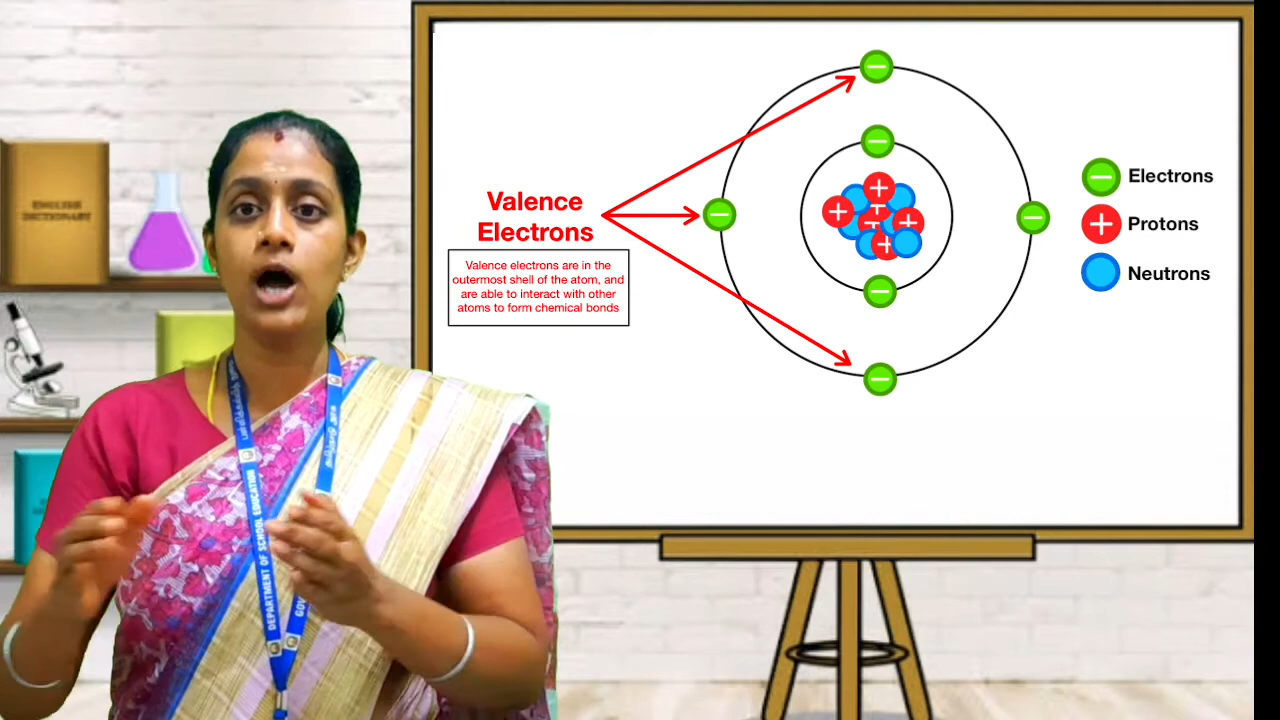 ENGLISH
DICTIONARY
Valence
Electrons
Valence electrons are in the
outermost shell of the atom, and
are able to interact with other
atoms to form chemical bonds
Electrons
Protons
Neutrons
DEPARTMENT OF SCHOOL EDUCATION